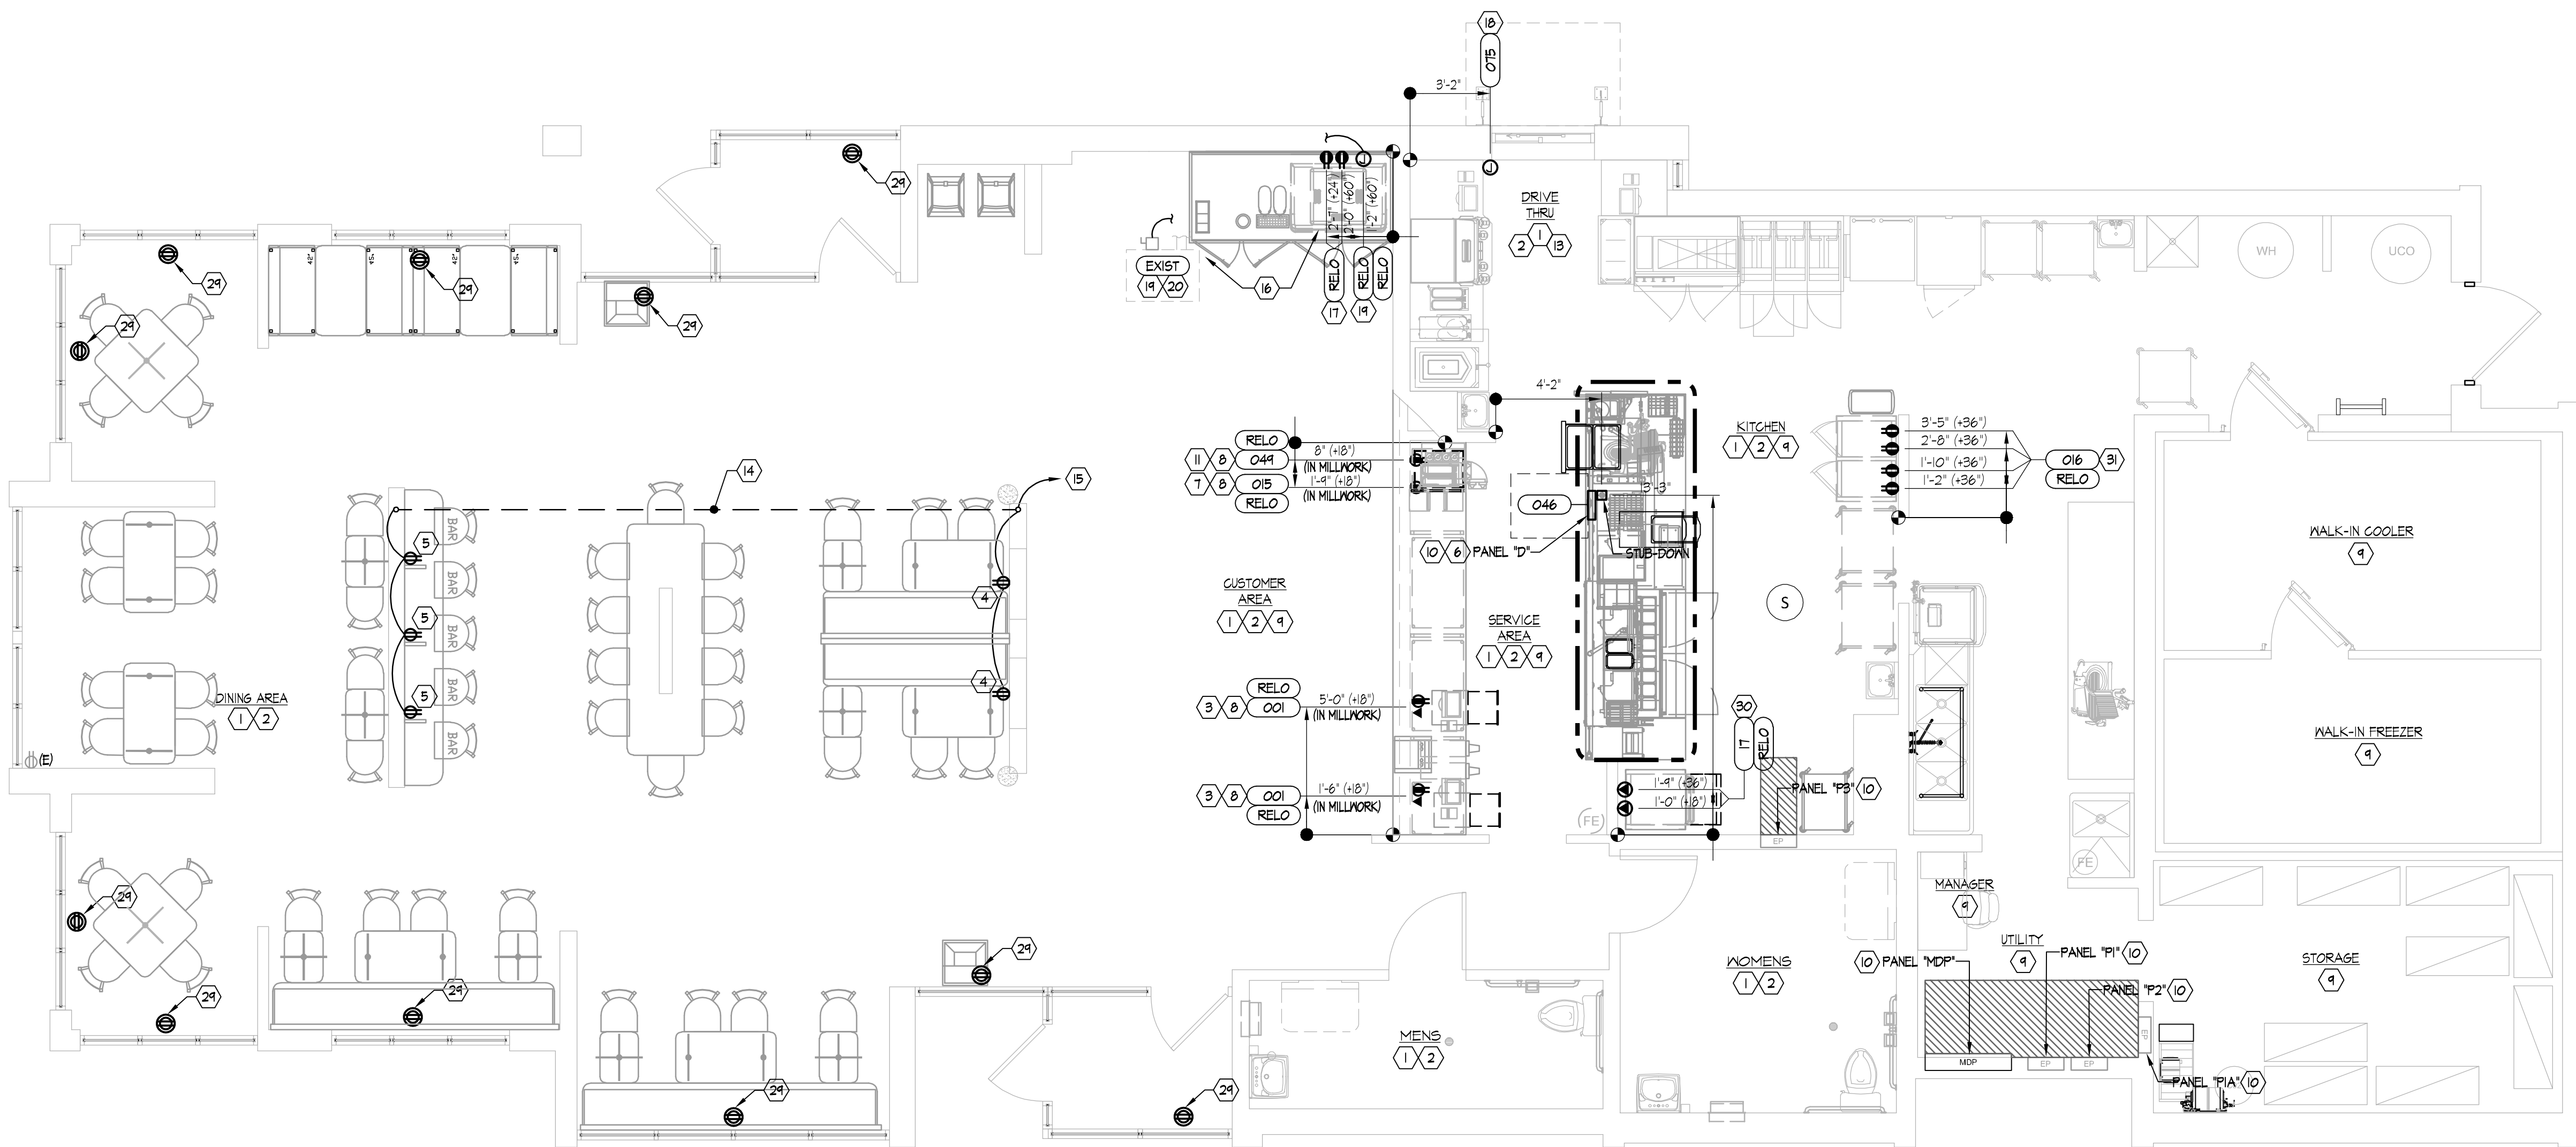 18
075
3'-2"
29
DRIVE
THRU
1
2
13
2'-7" (+24")
2'-0" (+60")
1'-2" (+60")
EXIST
19
20
16
RELO
RELO
RELO
17
19
WH
UCO
29
42"
45"
42"
45"
29
29
29
4'-2"
KITCHEN
1
2
9
3'-5" (+36")
2'-8" (+36")
1'-10" (+36")
1'-2" (+36")
016
31
RELO
RELO
11
8
049
8" (+18")
(IN MILLWORK)
7
8
015
1'-9" (+18")
(IN MILLWORK)
RELO
14
15
046
3'-3"
10
6
PANEL "D"
STUB-DOWN
WALK-IN COOLER
9
BAR
BAR
BAR
BAR
BAR
5
5
5
4
4
CUSTOMER
AREA
1
2
9
SERVICE
AREA
1
2
9
S
DINING AREA
1
2
RELO
3
8
001
5'-0" (+18")
(IN MILLWORK)
30
17
RELO
WALK-IN FREEZER
9
(E)
3
8
001
1'-6" (+18")
(IN MILLWORK)
RELO
1'-9" (+36")
1'-0" (+18")
PANEL "P3"
10
(FE)
EP
FE
29
MANAGER
9
29
29
29
WOMENS
1
2
10
PANEL "MDP"
UTILITY
9
PANEL "P1"
10
PANEL "P2"
10
STORAGE
9
MENS
1
2
MDP
EP
EP
EP
PANEL "P1A"
10
29
29